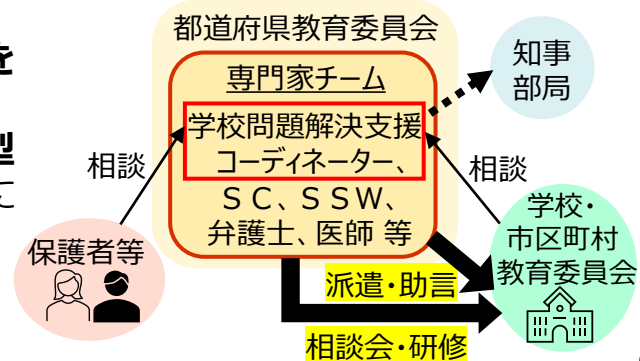 を
型
に
都道府県教育委員会
専門家チーム
学校問題解決支援
コーディネーター、
ＳＣ、ＳＳＷ、
弁護士、医師 等
知事
部局
相談
相談
保護者等
学校・
市区町村
教育委員会
派遣・助言
相談会・研修